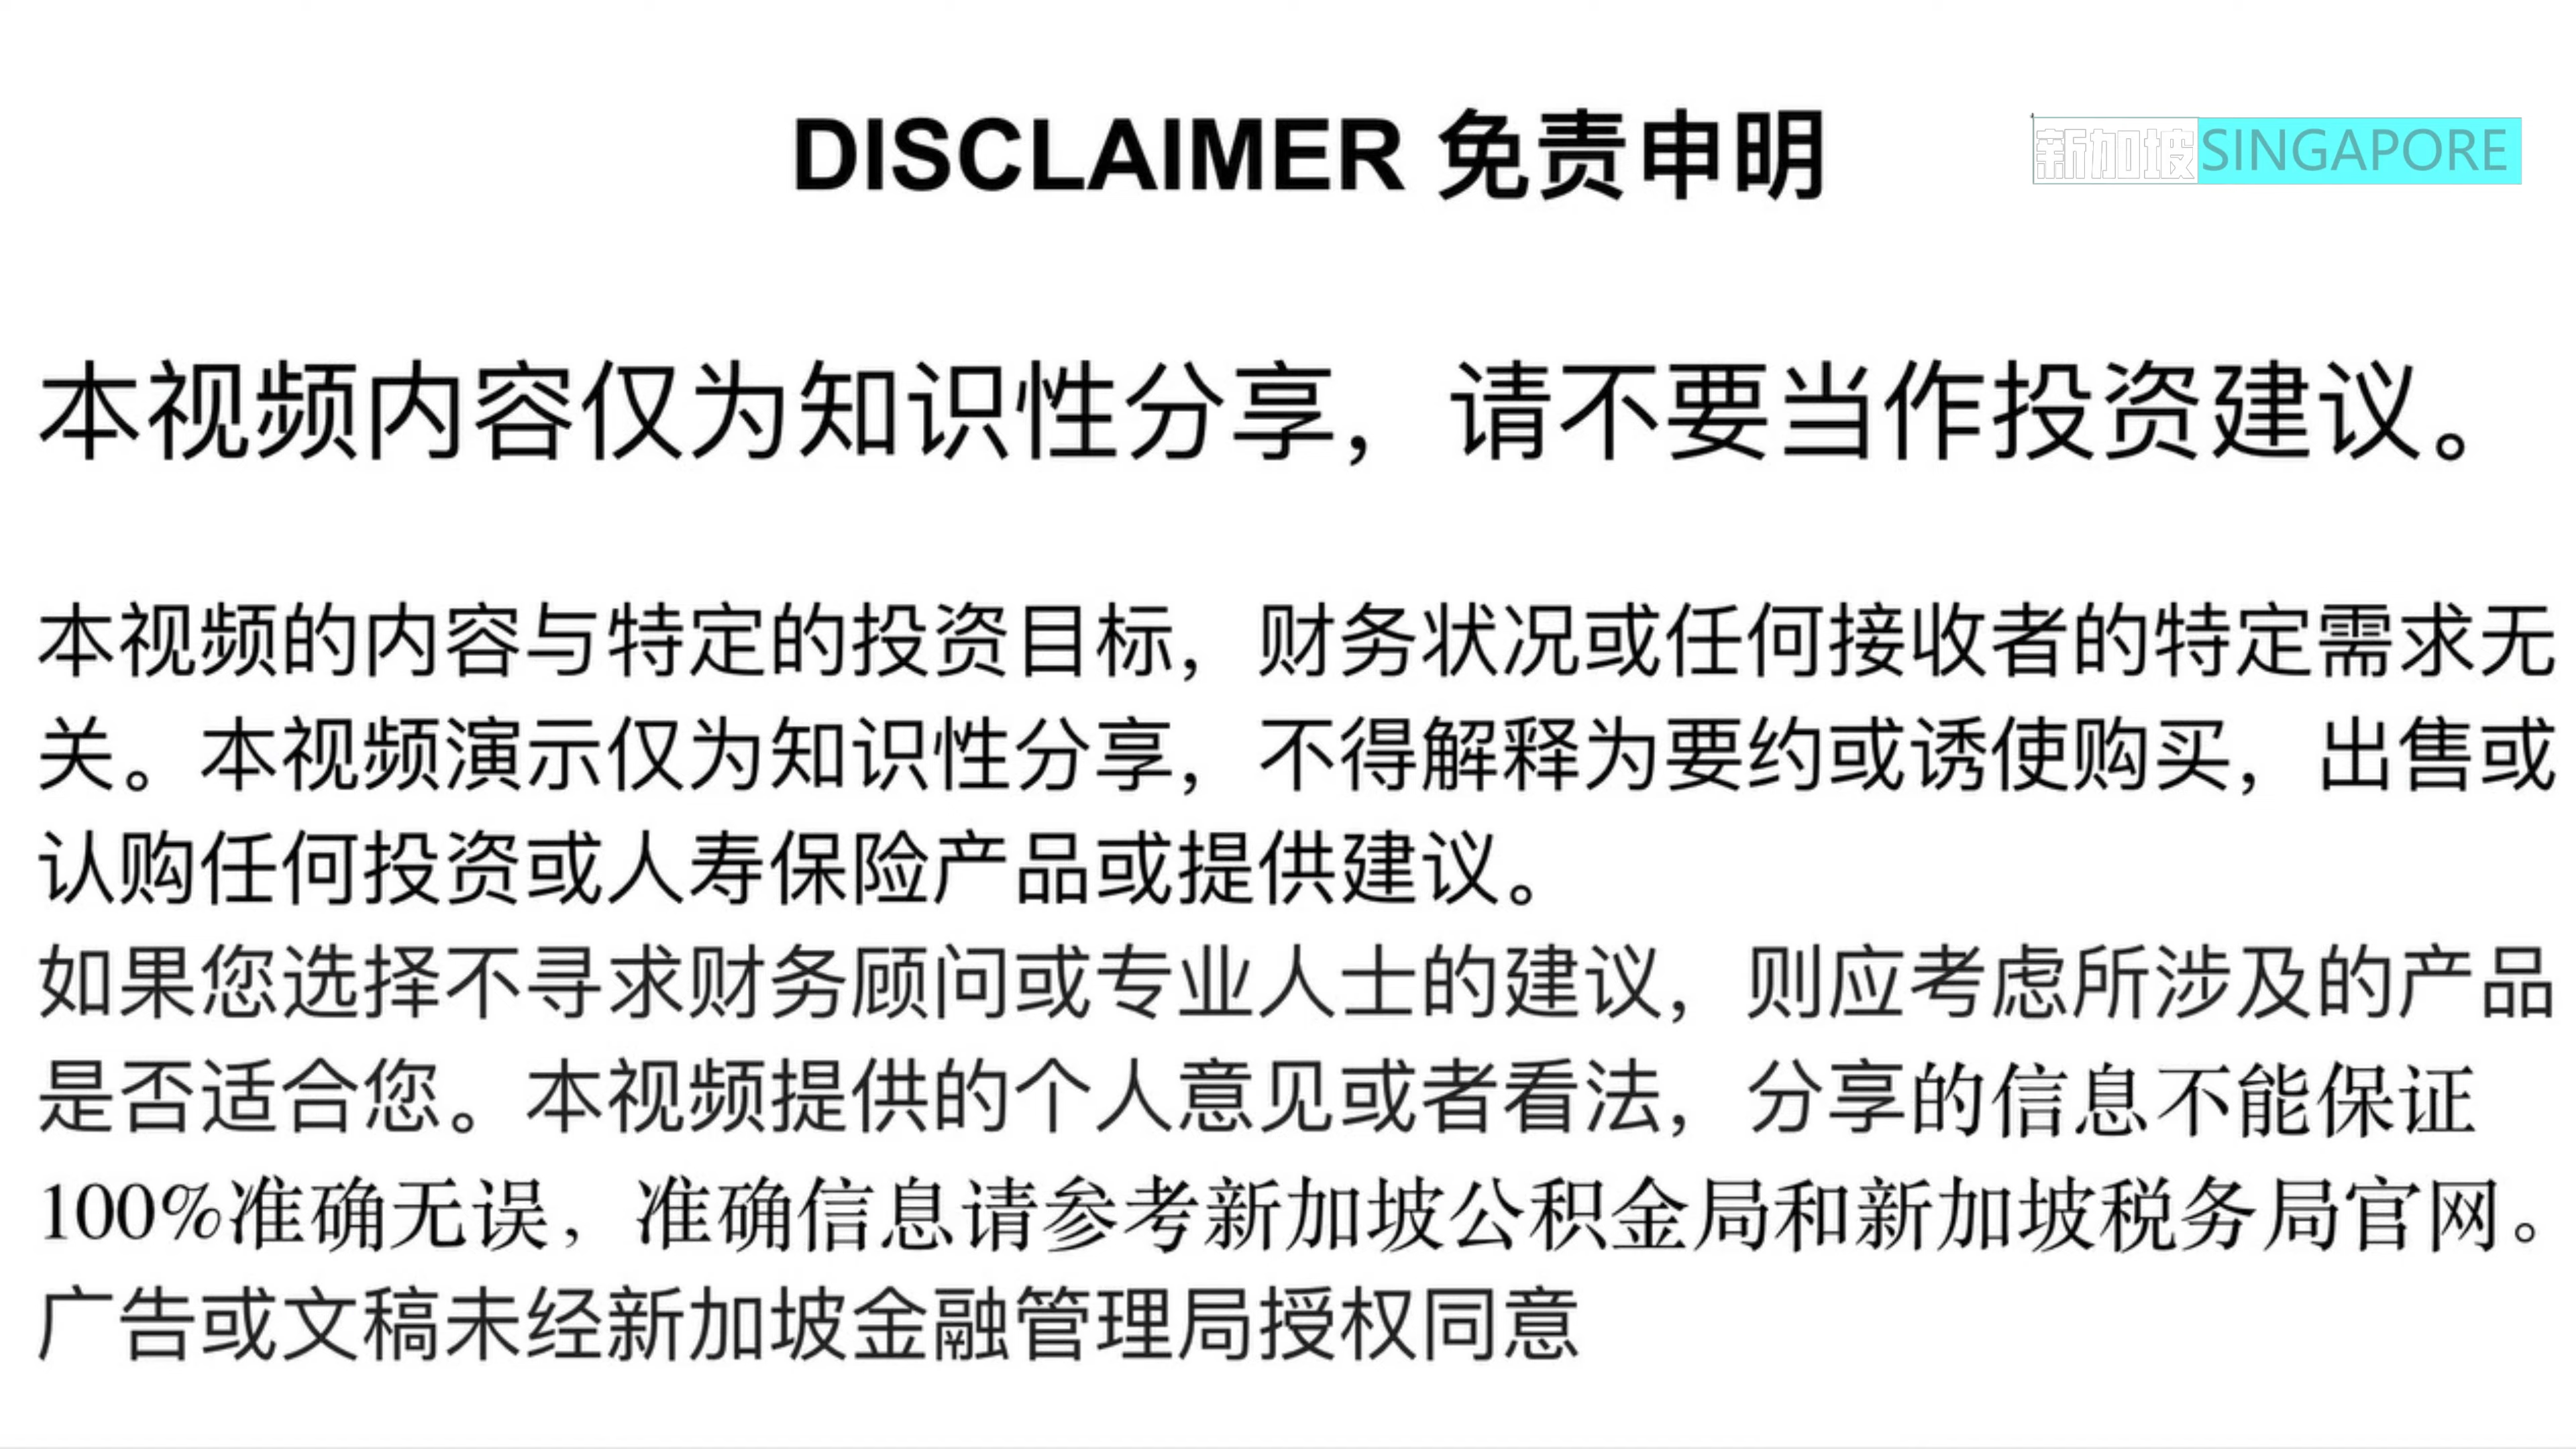 DISCLAIMER 免责申明
新加坡SINGAPORE
本视频内容仅为知识性分享，请不要当作投资建议。
本视频的内容与特定的投资目标，财务状况或任何接收者的特定需求无
关。本视频演示仅为知识性分享，不得解释为要约或诱使购买，出售或
认购任何投资或人寿保险产品或提供建议。
如果您选择不寻求财务顾问或专业人士的建议，则应考虑所涉及的产品
是否适合您。本视频提供的个人意见或者看法，分享的信息不能保证
100%准确无误，准确信息请参考新加坡公积金局和新加坡税务局官网。
广告或文稿未经新加坡金融管理局授权同意